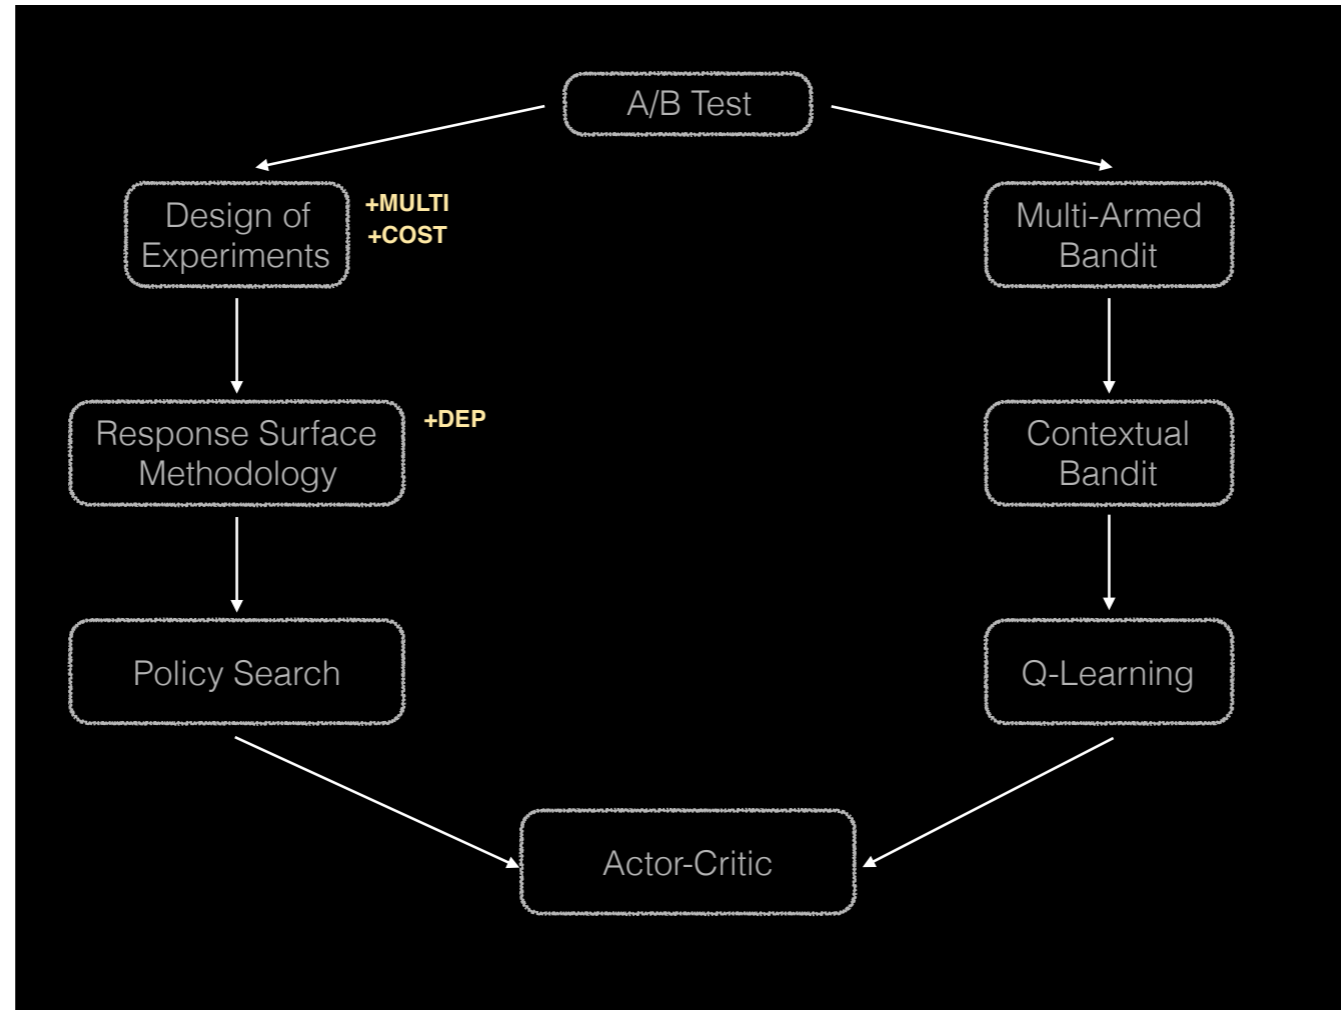 A/B Test
Design of
Experiments
+MULTI
+COST
Multi-Armed
Bandit
Response Surface
Methodology
+DEP
Contextual
Bandit
Policy Search
Q-Learning
Actor-Critic